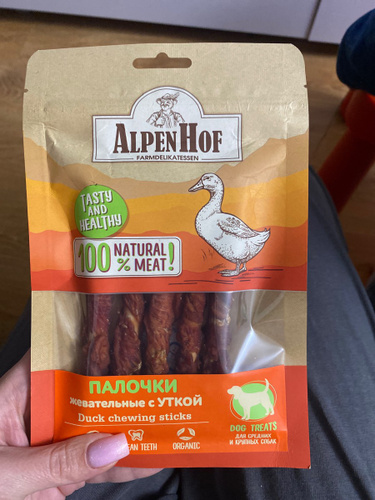 ALPENHOF
FARMDELIKATESSEN
TASTY
AND
HEALTHY
100% NATURAL
MEAT!
ПАЛОЧКИ
жевательные с УТКОЙ
Duck chewing sticks
TEETH
ORGANIC
DOG TREATS
ДЛЯ СРЕДНИХ
И КРУПНЫХ СОБАК